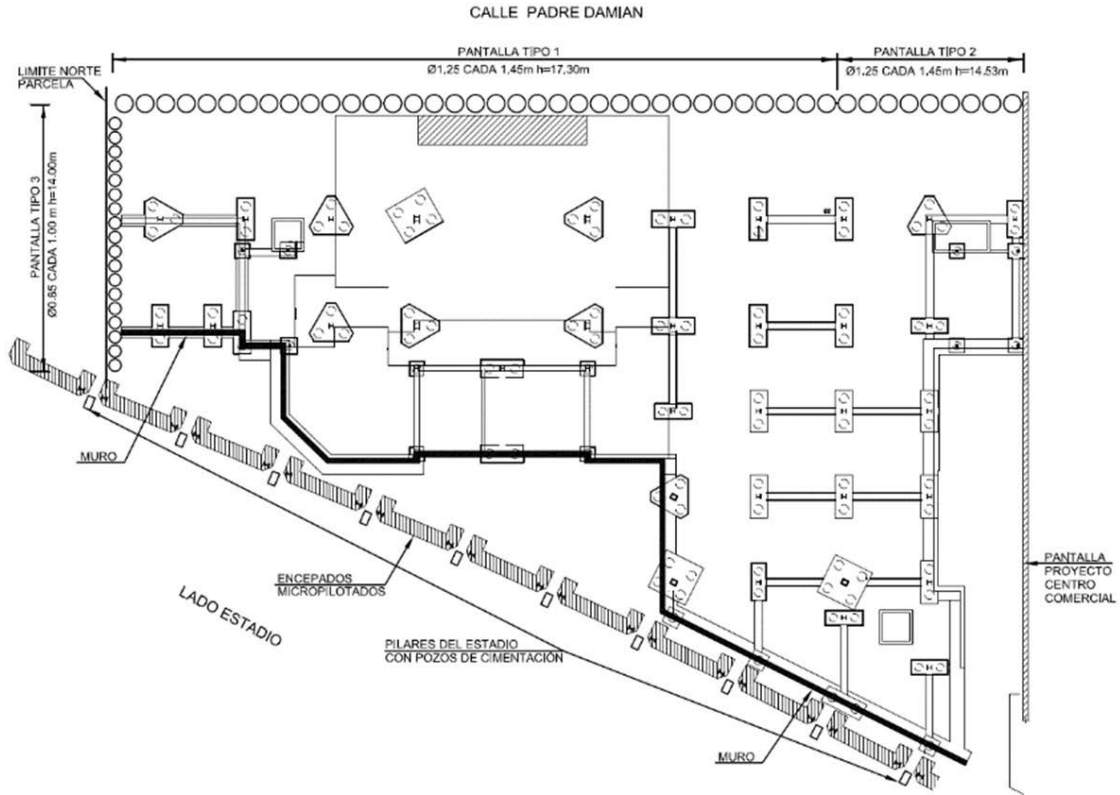 CALLE PADRE DAMIAN
PANTALLA TIPO 1
Ø1,25 CADA 1,45m h=17,30m
PANTALLA TIPO 2
Ø1,25 CADA 1,45m h=14.53m
LIMITE NORTE
PARCELA
PANTALLA TIPO 3
Ø0.85 CADA 1.00 m h=14.00m
MURO
ENCEPADOS
MICROPILOTADOS
LADO ESTADIO
PILARES DEL ESTADIO
CON POZOS DE CIMENTACIÓN
PANTALLA
PROYECTO
CENTRO
COMERCIAL
MURO